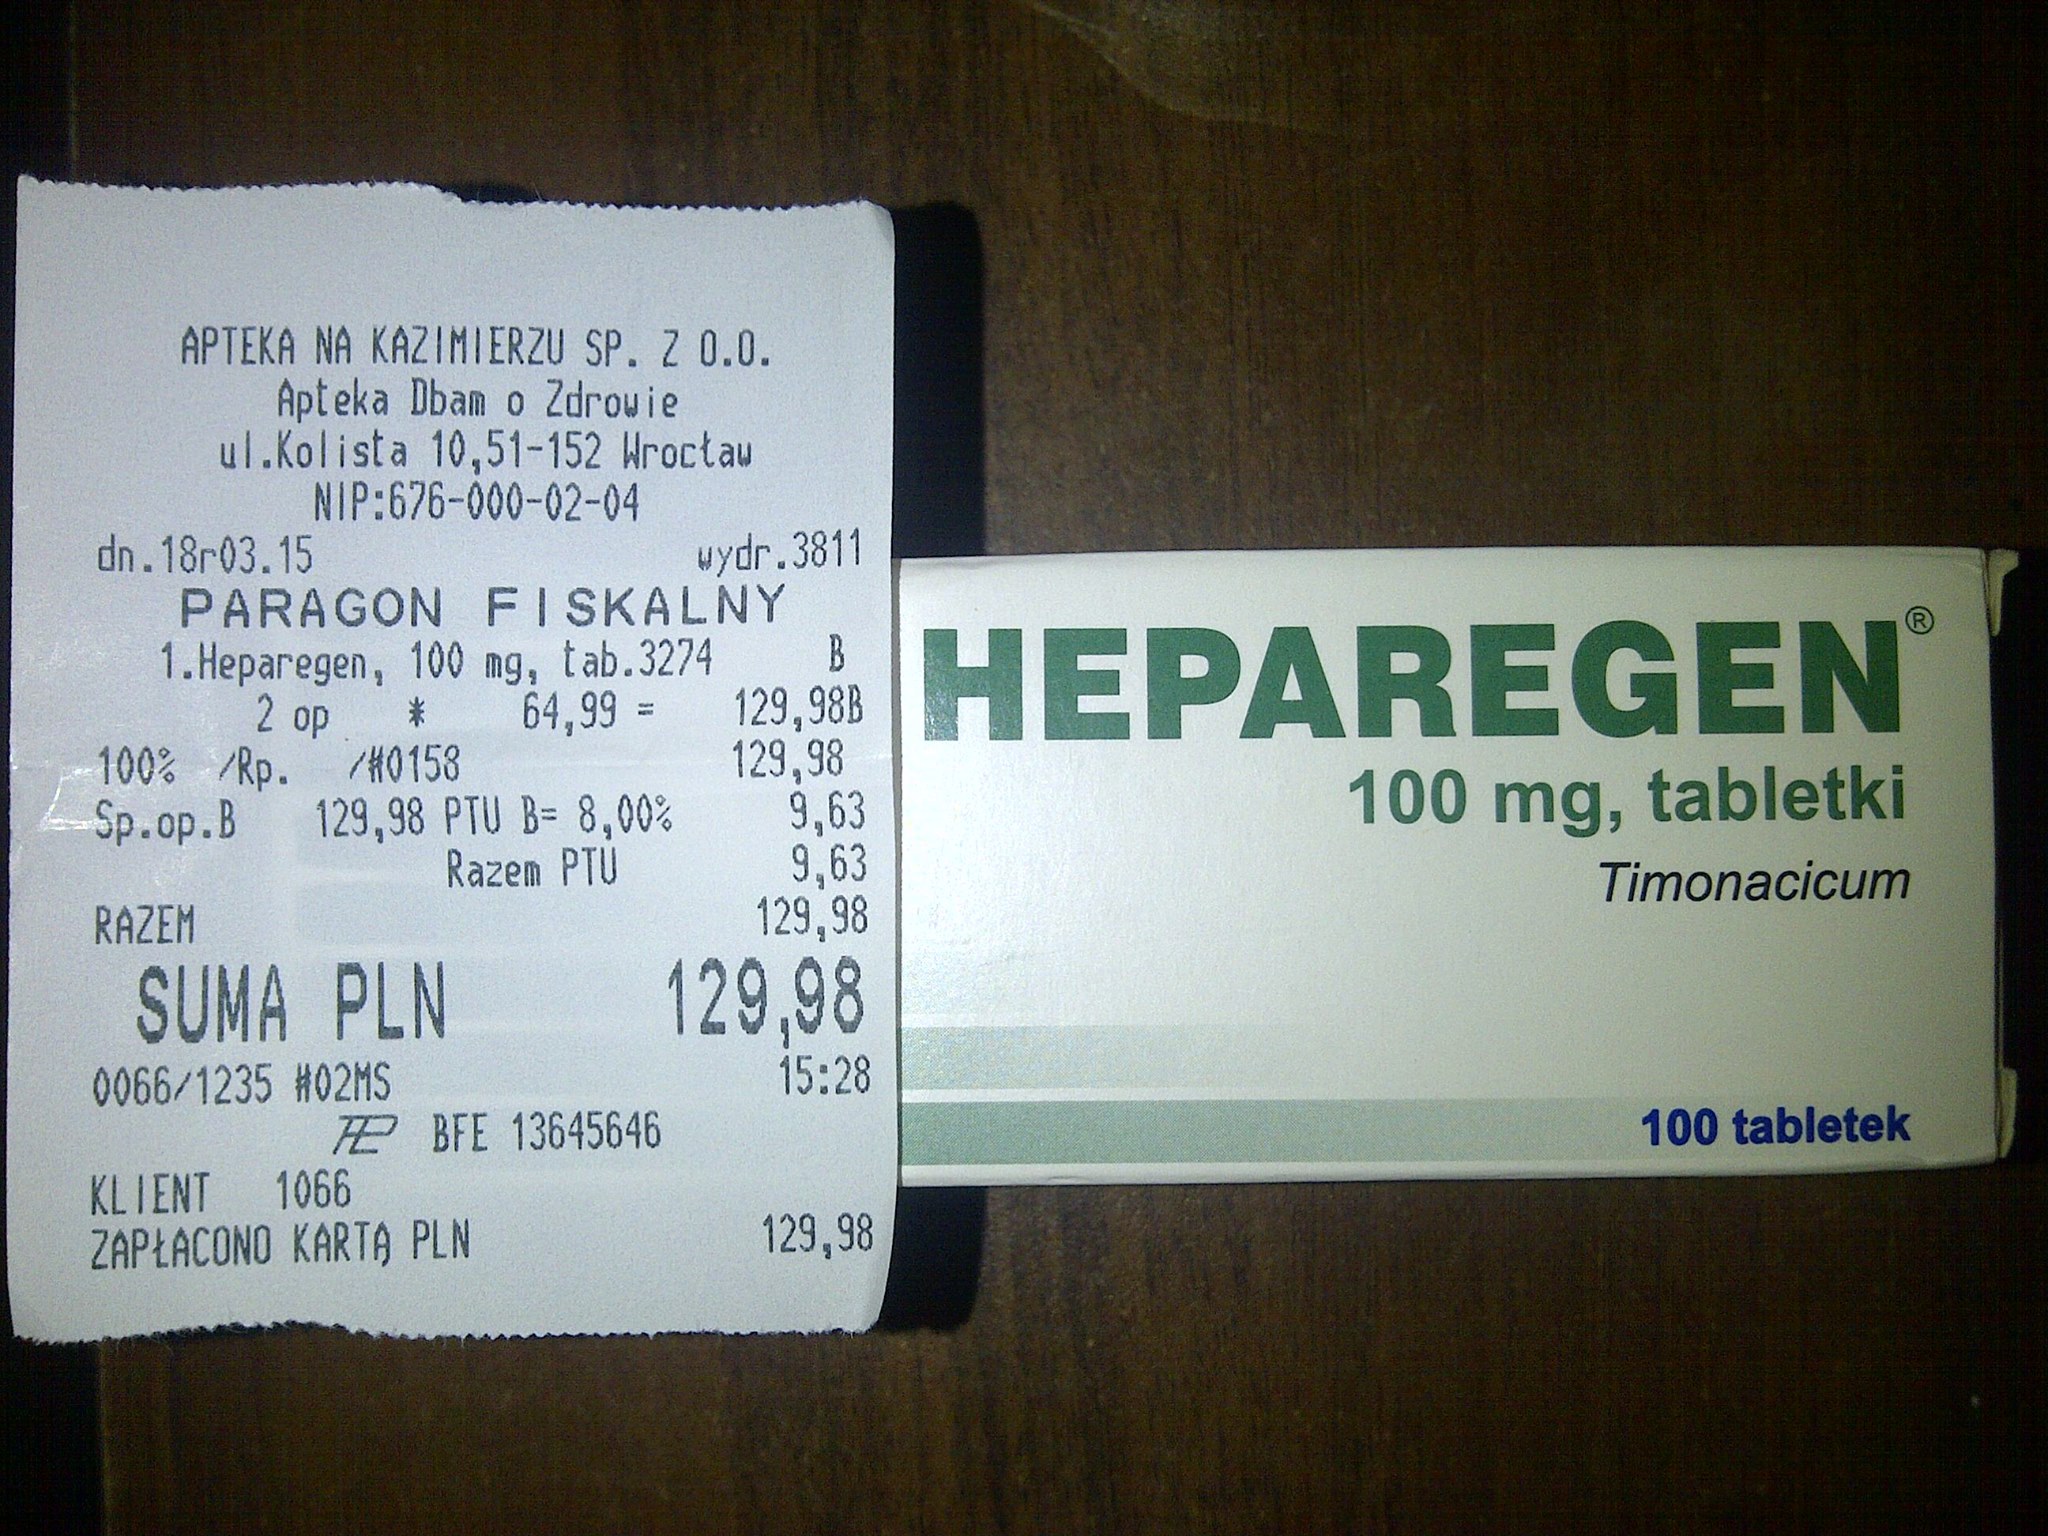 APTEKA NA KAZIMIERZU SP. Z O.O.
Apteka Dbam o Zdrowie
ul.Kolista 10,51-152 Wrocław
NIP:676-000-02-04
dn.18r03.15 wydr.3811
PARAGON FISKALNY
1.Heparegen, 100 mg, tab.3274 B
2 op * 64,99 = 129,98B
100% /Rp. /#0158 129,98
Sp.op.B 129,98 PTU B= 8,00% 9,63
Razem PTU 9,63
RAZEM 129,98
SUMA PLN 129,98
0066/1235 #02MS 15:28
BFE 13645646
KLIENT 1066
ZAPŁACONO KARTĄ PLN 129,98
HEPAREGEN®
100 mg, tabletki
Timonacicum
100 tabletek